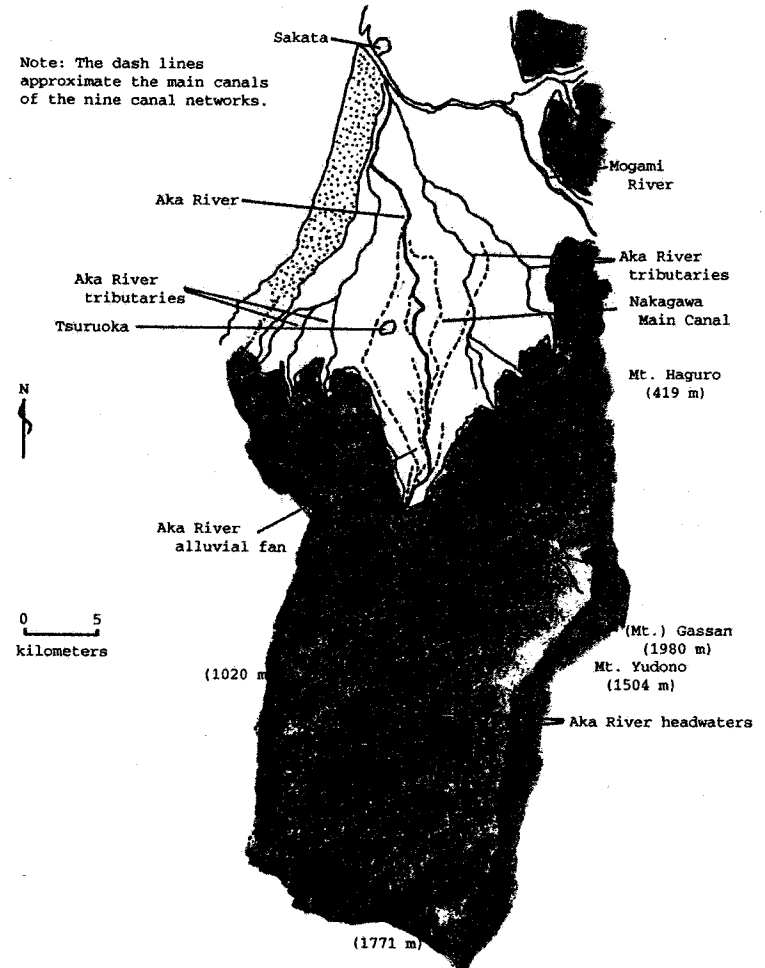 Sakata
Note: The dash lines
approximate the main canals
of the nine canal networks.
Mogami
River
Aka River
Aka River
tributaries
Aka River
tributaries
Nakagawa
Main Canal
Tsuruoka
Mt. Haguro
(419 m)
N
Aka River
alluvial fan
0 5
kilometers
(Mt.) Gassan
(1980 m)
(1020 m
Mt. Yudono
(1504 m)
Aka River headwaters
(1771 m)